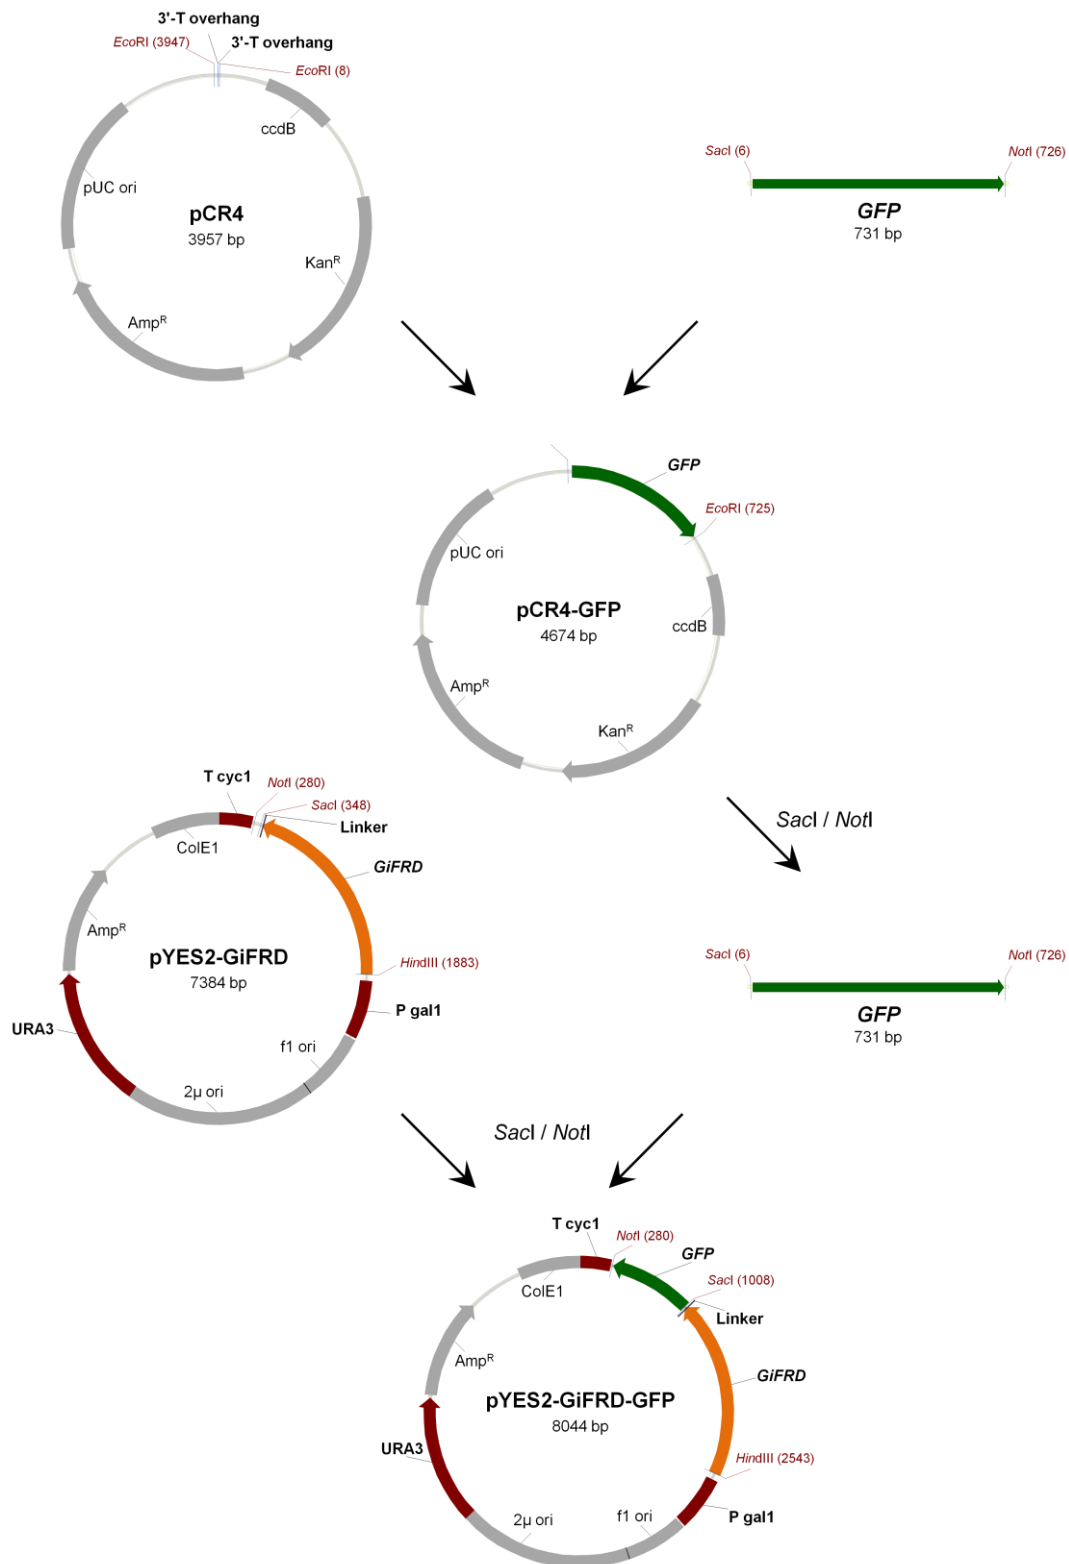 3'-T overhang
3'-T overhang
EcoRI (3947)
EcoRI (8)
ccdB
pUC ori
pCR4
3957 bp
KanR
AmpR
SacI (6)
NotI (726)
GFP
731 bp
GFP
EcoRI (725)
pUC ori
pCR4-GFP
4674 bp
ccdB
AmpR
KanR
SacI / NotI
T cyc1
NotI (280)
SacI (348)
Linker
ColE1
GiFRD
AmpR
pYES2-GiFRD
7384 bp
HindIII (1883)
P gal1
URA3
f1 ori
2µ ori
SacI (6)
NotI (726)
GFP
731 bp
SacI / NotI
T cyc1
NotI (280)
GFP
SacI (1008)
Linker
ColE1
AmpR
GiFRD
pYES2-GiFRD-GFP
8044 bp
URA3
HindIII (2543)
2µ ori
f1 ori
P gal1